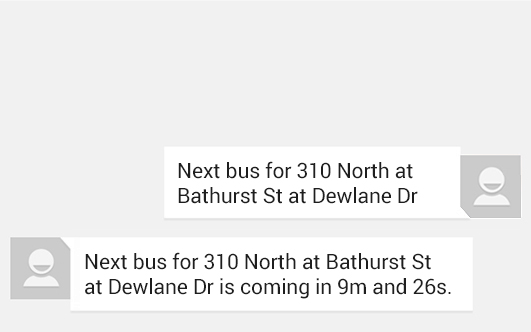 Next bus for 310 North at
Bathurst St at Dewlane Dr
Next bus for 310 North at Bathurst St
at Dewlane Dr is coming in 9m and 26s.